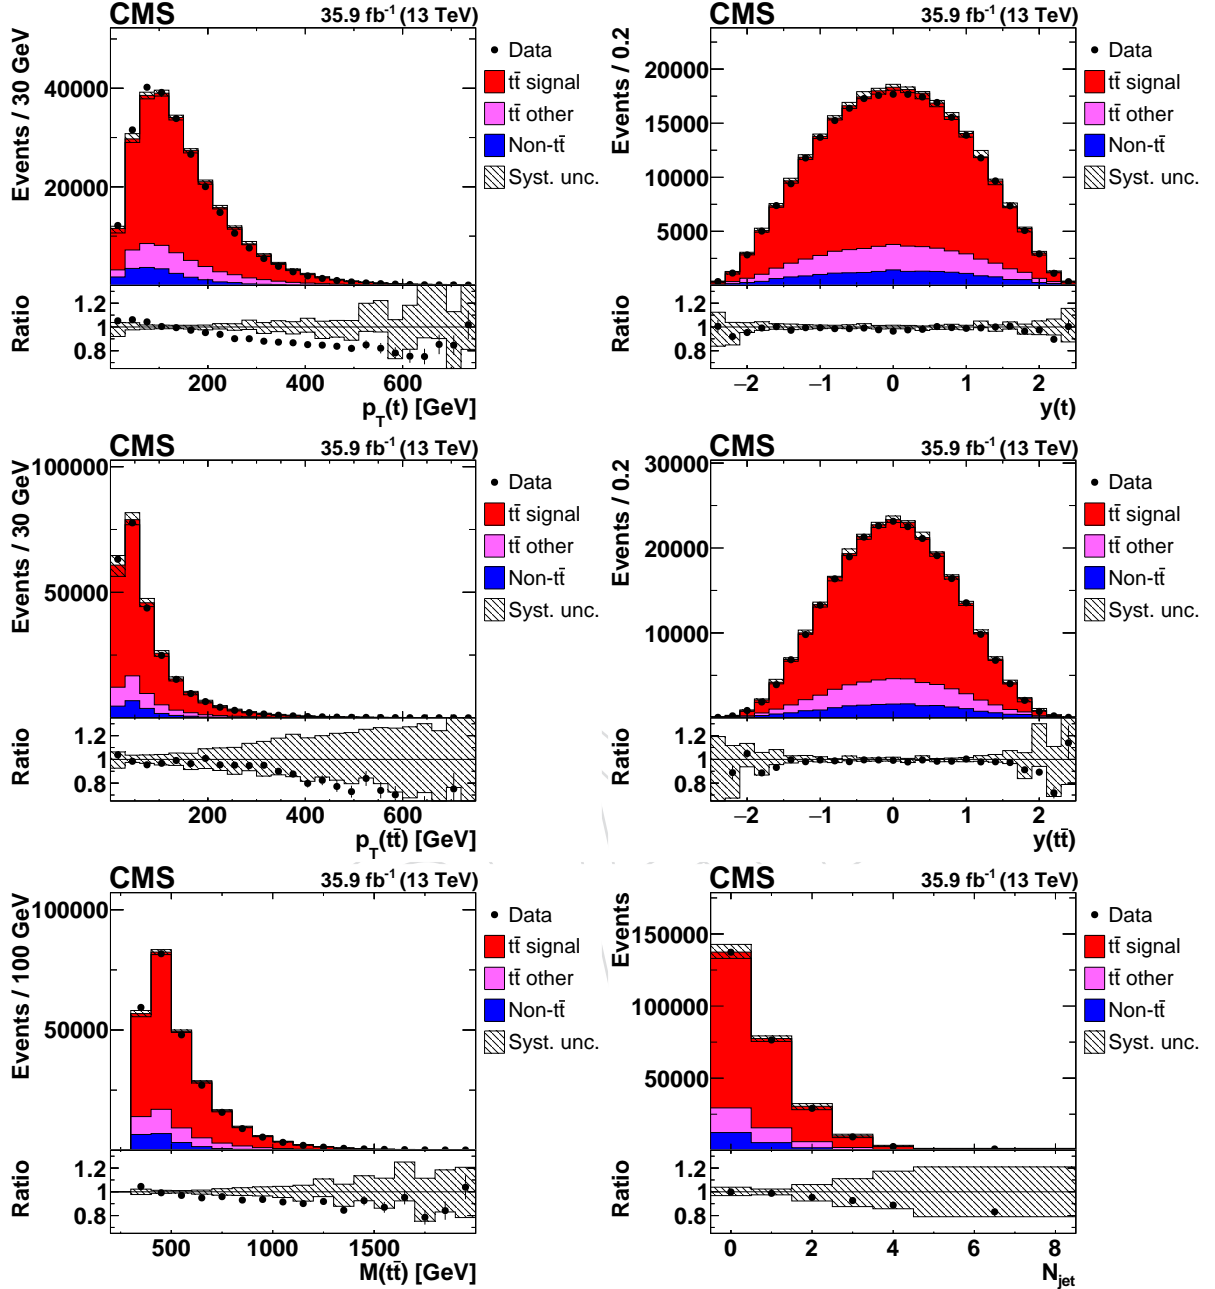 CMS 35.9 fb⁻¹ (13 TeV)
Events / 30 GeV
40000
20000
Data
tt̄ signal
tt̄ other
Non-tt̄
Syst. unc.
Ratio
1.2
1
0.8
200 400 600
p_T(t) [GeV]
CMS 35.9 fb⁻¹ (13 TeV)
Events / 0.2
20000
15000
10000
5000
Data
tt̄ signal
tt̄ other
Non-tt̄
Syst. unc.
Ratio
1.2
1
0.8
−2 −1 0 1 2
y(t)
CMS 35.9 fb⁻¹ (13 TeV)
Events / 30 GeV
100000
50000
Data
tt̄ signal
tt̄ other
Non-tt̄
Syst. unc.
Ratio
1.2
1
0.8
200 400 600
p_T(tt̄) [GeV]
CMS 35.9 fb⁻¹ (13 TeV)
Events / 0.2
30000
20000
10000
Data
tt̄ signal
tt̄ other
Non-tt̄
Syst. unc.
Ratio
1.2
1
0.8
−2 −1 0 1 2
y(tt̄)
CMS 35.9 fb⁻¹ (13 TeV)
Events / 100 GeV
100000
50000
Data
tt̄ signal
tt̄ other
Non-tt̄
Syst. unc.
Ratio
1.2
1
0.8
500 1000 1500
M(tt̄) [GeV]
CMS 35.9 fb⁻¹ (13 TeV)
Events
150000
100000
50000
Data
tt̄ signal
tt̄ other
Non-tt̄
Syst. unc.
Ratio
1.2
1
0.8
0 2 4 6 8
N_jet